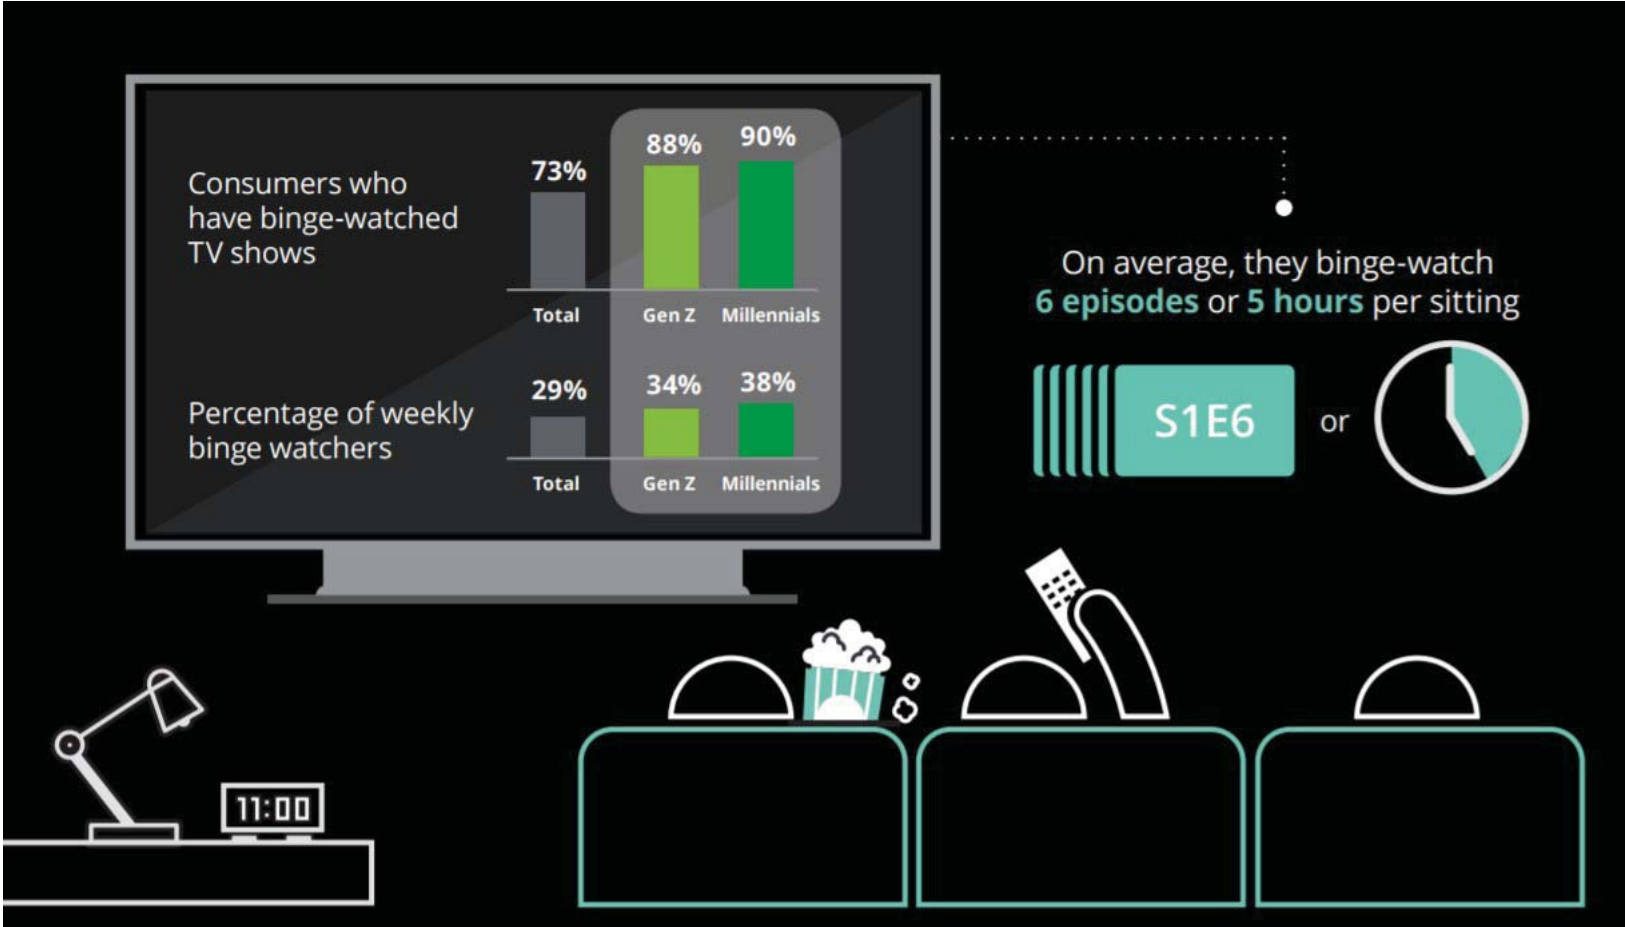 Consumers who
have binge-watched
TV shows
73%
88%
90%
Total
Gen Z
Millennials
Percentage of weekly
binge watchers
29%
34%
38%
Total
Gen Z
Millennials
On average, they binge-watch
6 episodes or 5 hours per sitting
S1E6
or
11:00